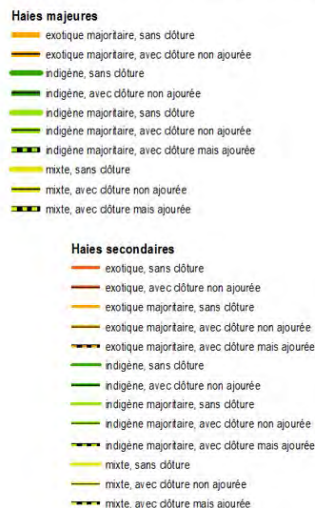 Haies majeures
exotique majoritaire, sans clôture
exotique majoritaire, avec clôture non ajourée
indigène, sans clôture
indigène, avec clôture non ajourée
indigène majoritaire, sans clôture
indigène majoritaire, avec clôture non ajourée
indigène majoritaire, avec clôture mais ajourée
mixte, sans clôture
mixte, avec clôture non ajourée
mixte, avec clôture mais ajourée
Haies secondaires
exotique, sans clôture
exotique, avec clôture non ajourée
exotique majoritaire, sans clôture
exotique majoritaire, avec clôture non ajourée
exotique majoritaire, avec clôture mais ajourée
indigène, sans clôture
indigène, avec clôture non ajourée
indigène majoritaire, sans clôture
indigène majoritaire, avec clôture non ajourée
indigène majoritaire, avec clôture mais ajourée
mixte, sans clôture
mixte, avec clôture non ajourée
mixte, avec clôture mais ajourée